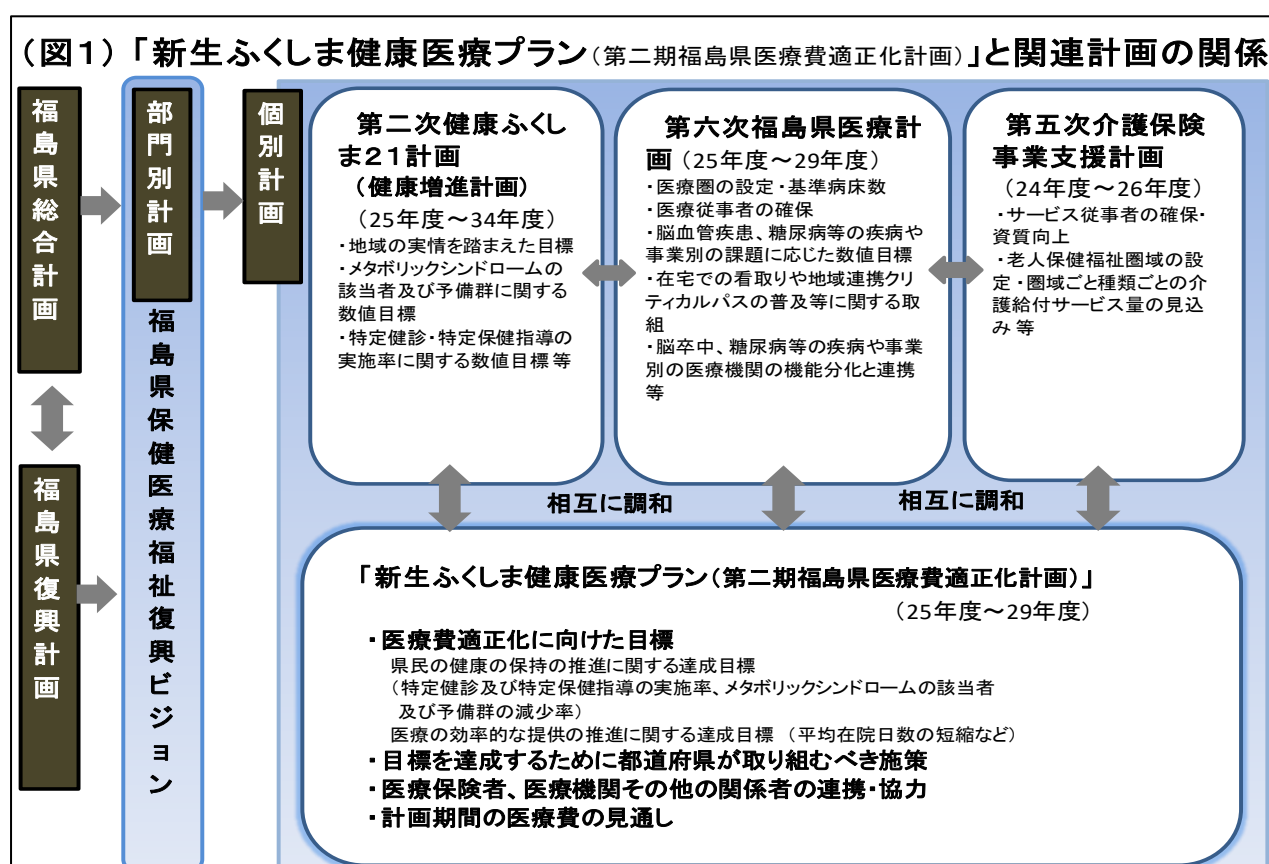 (図1)「新生ふくしま健康医療プラン(第二期福島県医療費適正化計画)」と関連計画の関係
福島県総合計画
福島県復興計画
部門別計画
福島県保健医療福祉復興ビジョン
個別計画
第二次健康ふくし
ま21計画
(健康増進計画)
(25年度~34年度)
・地域の実情を踏まえた目標
・メタボリックシンドロームの
該当者及び予備群に関する
数値目標
・特定健診・特定保健指導の
実施率に関する数値目標 等
第六次福島県医療計
画(25年度~29年度)
・医療圏の設定・基準病床数
・医療従事者の確保
・脳血管疾患、糖尿病等の疾病や
事業別の課題に応じた数値目標
・在宅での看取りや地域連携クリ
ティカルパスの普及等に関する取
組
・脳卒中、糖尿病等の疾病や事業
別の医療機関の機能分化と連携
等
第五次介護保険
事業支援計画
(24年度~26年度)
・サービス従事者の確保・
資質向上
・老人保健福祉圏域の設
定・圏域ごと種類ごとの介
護給付サービス量の見込
み 等
相互に調和
相互に調和
「新生ふくしま健康医療プラン(第二期福島県医療費適正化計画)」
(25年度~29年度)
・医療費適正化に向けた目標
県民の健康の保持の推進に関する達成目標
(特定健診及び特定保健指導の実施率、メタボリックシンドロームの該当者
及び予備群の減少率)
医療の効率的な提供の推進に関する達成目標 (平均在院日数の短縮など)
・目標を達成するために都道府県が取り組むべき施策
・医療保険者、医療機関その他の関係者の連携・協力
・計画期間の医療費の見通し